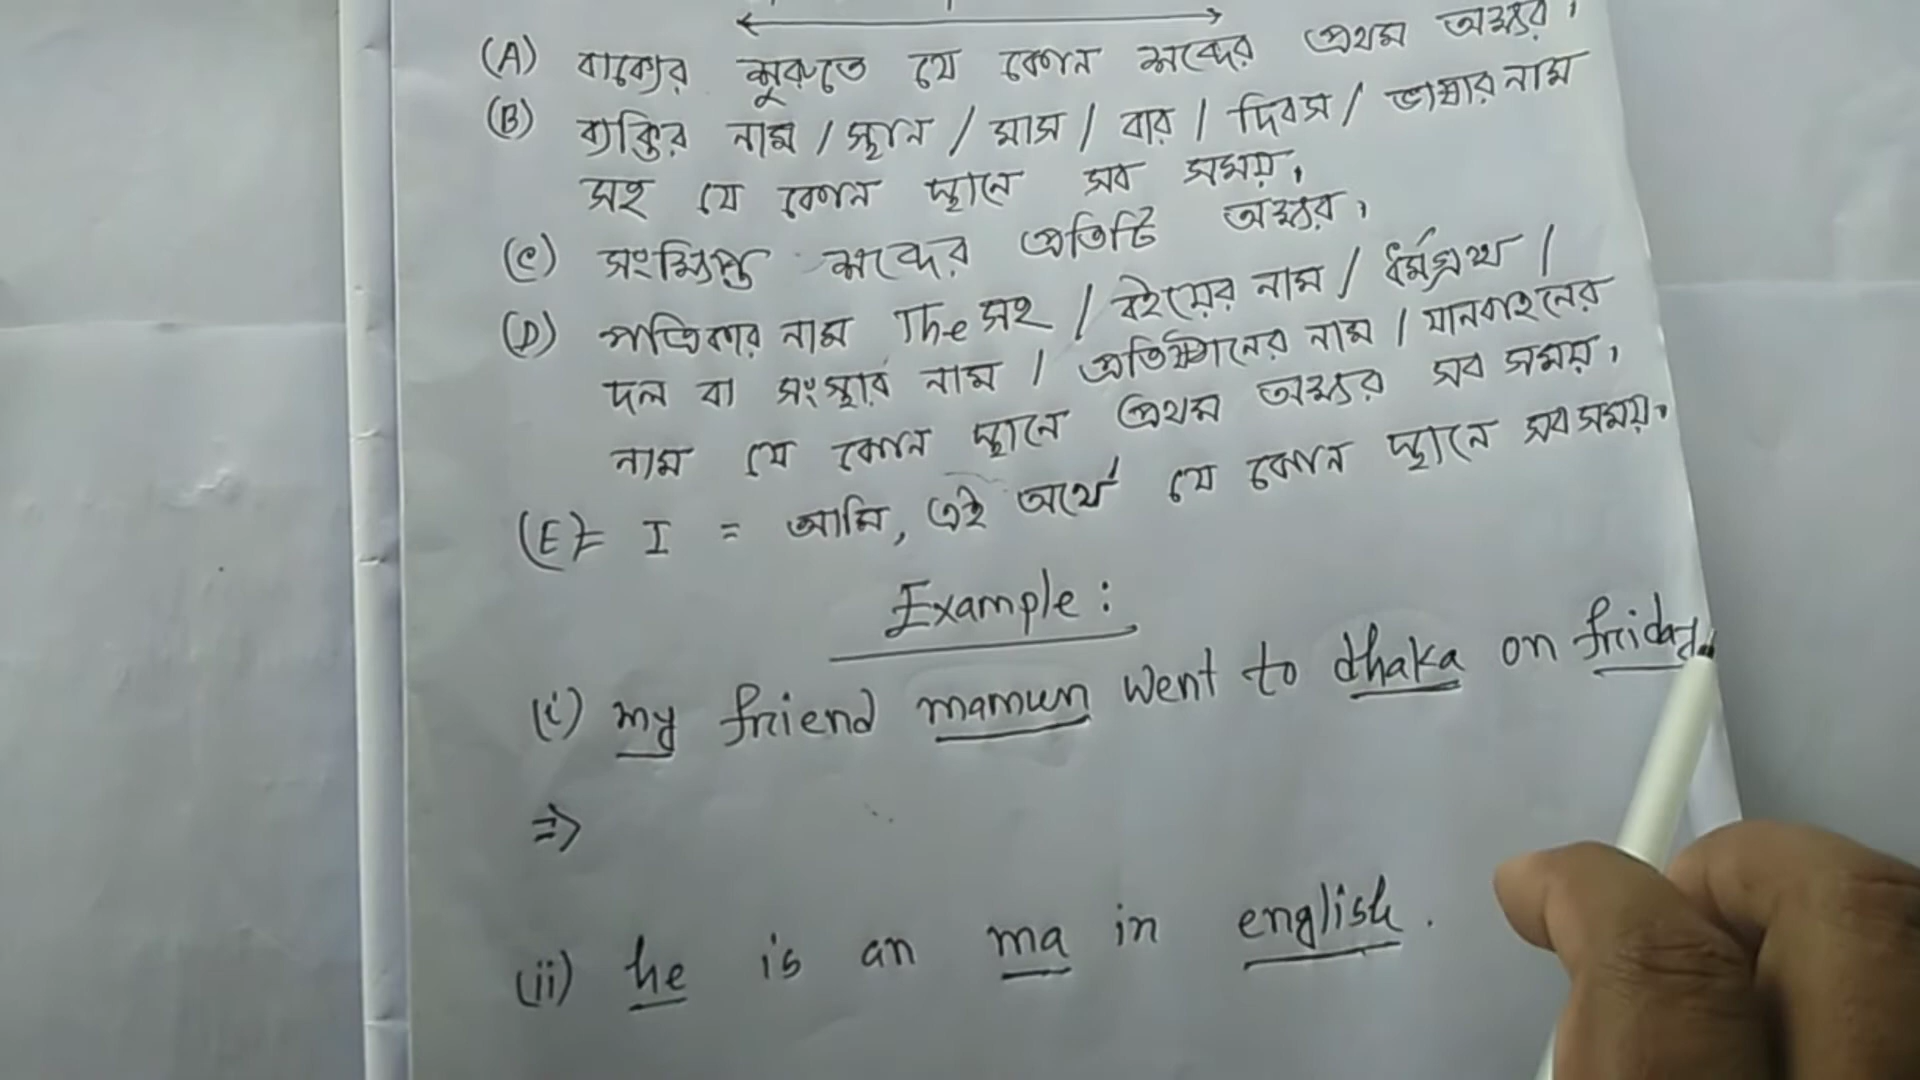 (A) বাক্যের শুরুতে যে কোন শব্দের প্রথম অক্ষর।
(B) ব্যক্তির নাম / স্থান / মাস / বার / দিবস / ভাষার নাম
সহ যে কোন স্থানে সব সময়।
(C) সংক্ষিপ্ত শব্দের প্রতিটি অক্ষর।
(D) পত্রিকার নাম The সহ / বইয়ের নাম / ধর্মগ্রন্থ /
দল বা সংস্থার নাম / প্রতিষ্ঠানের নাম / যানবাহনের
নাম যে কোন স্থানে প্রথম অক্ষর সব সময়।
(E) = I = আমি, এই অর্থে যে কোন স্থানে সব সময়।
Example :
(i) my friend mamun went to dhaka on friday.
⇒
(ii) he is an ma in english.